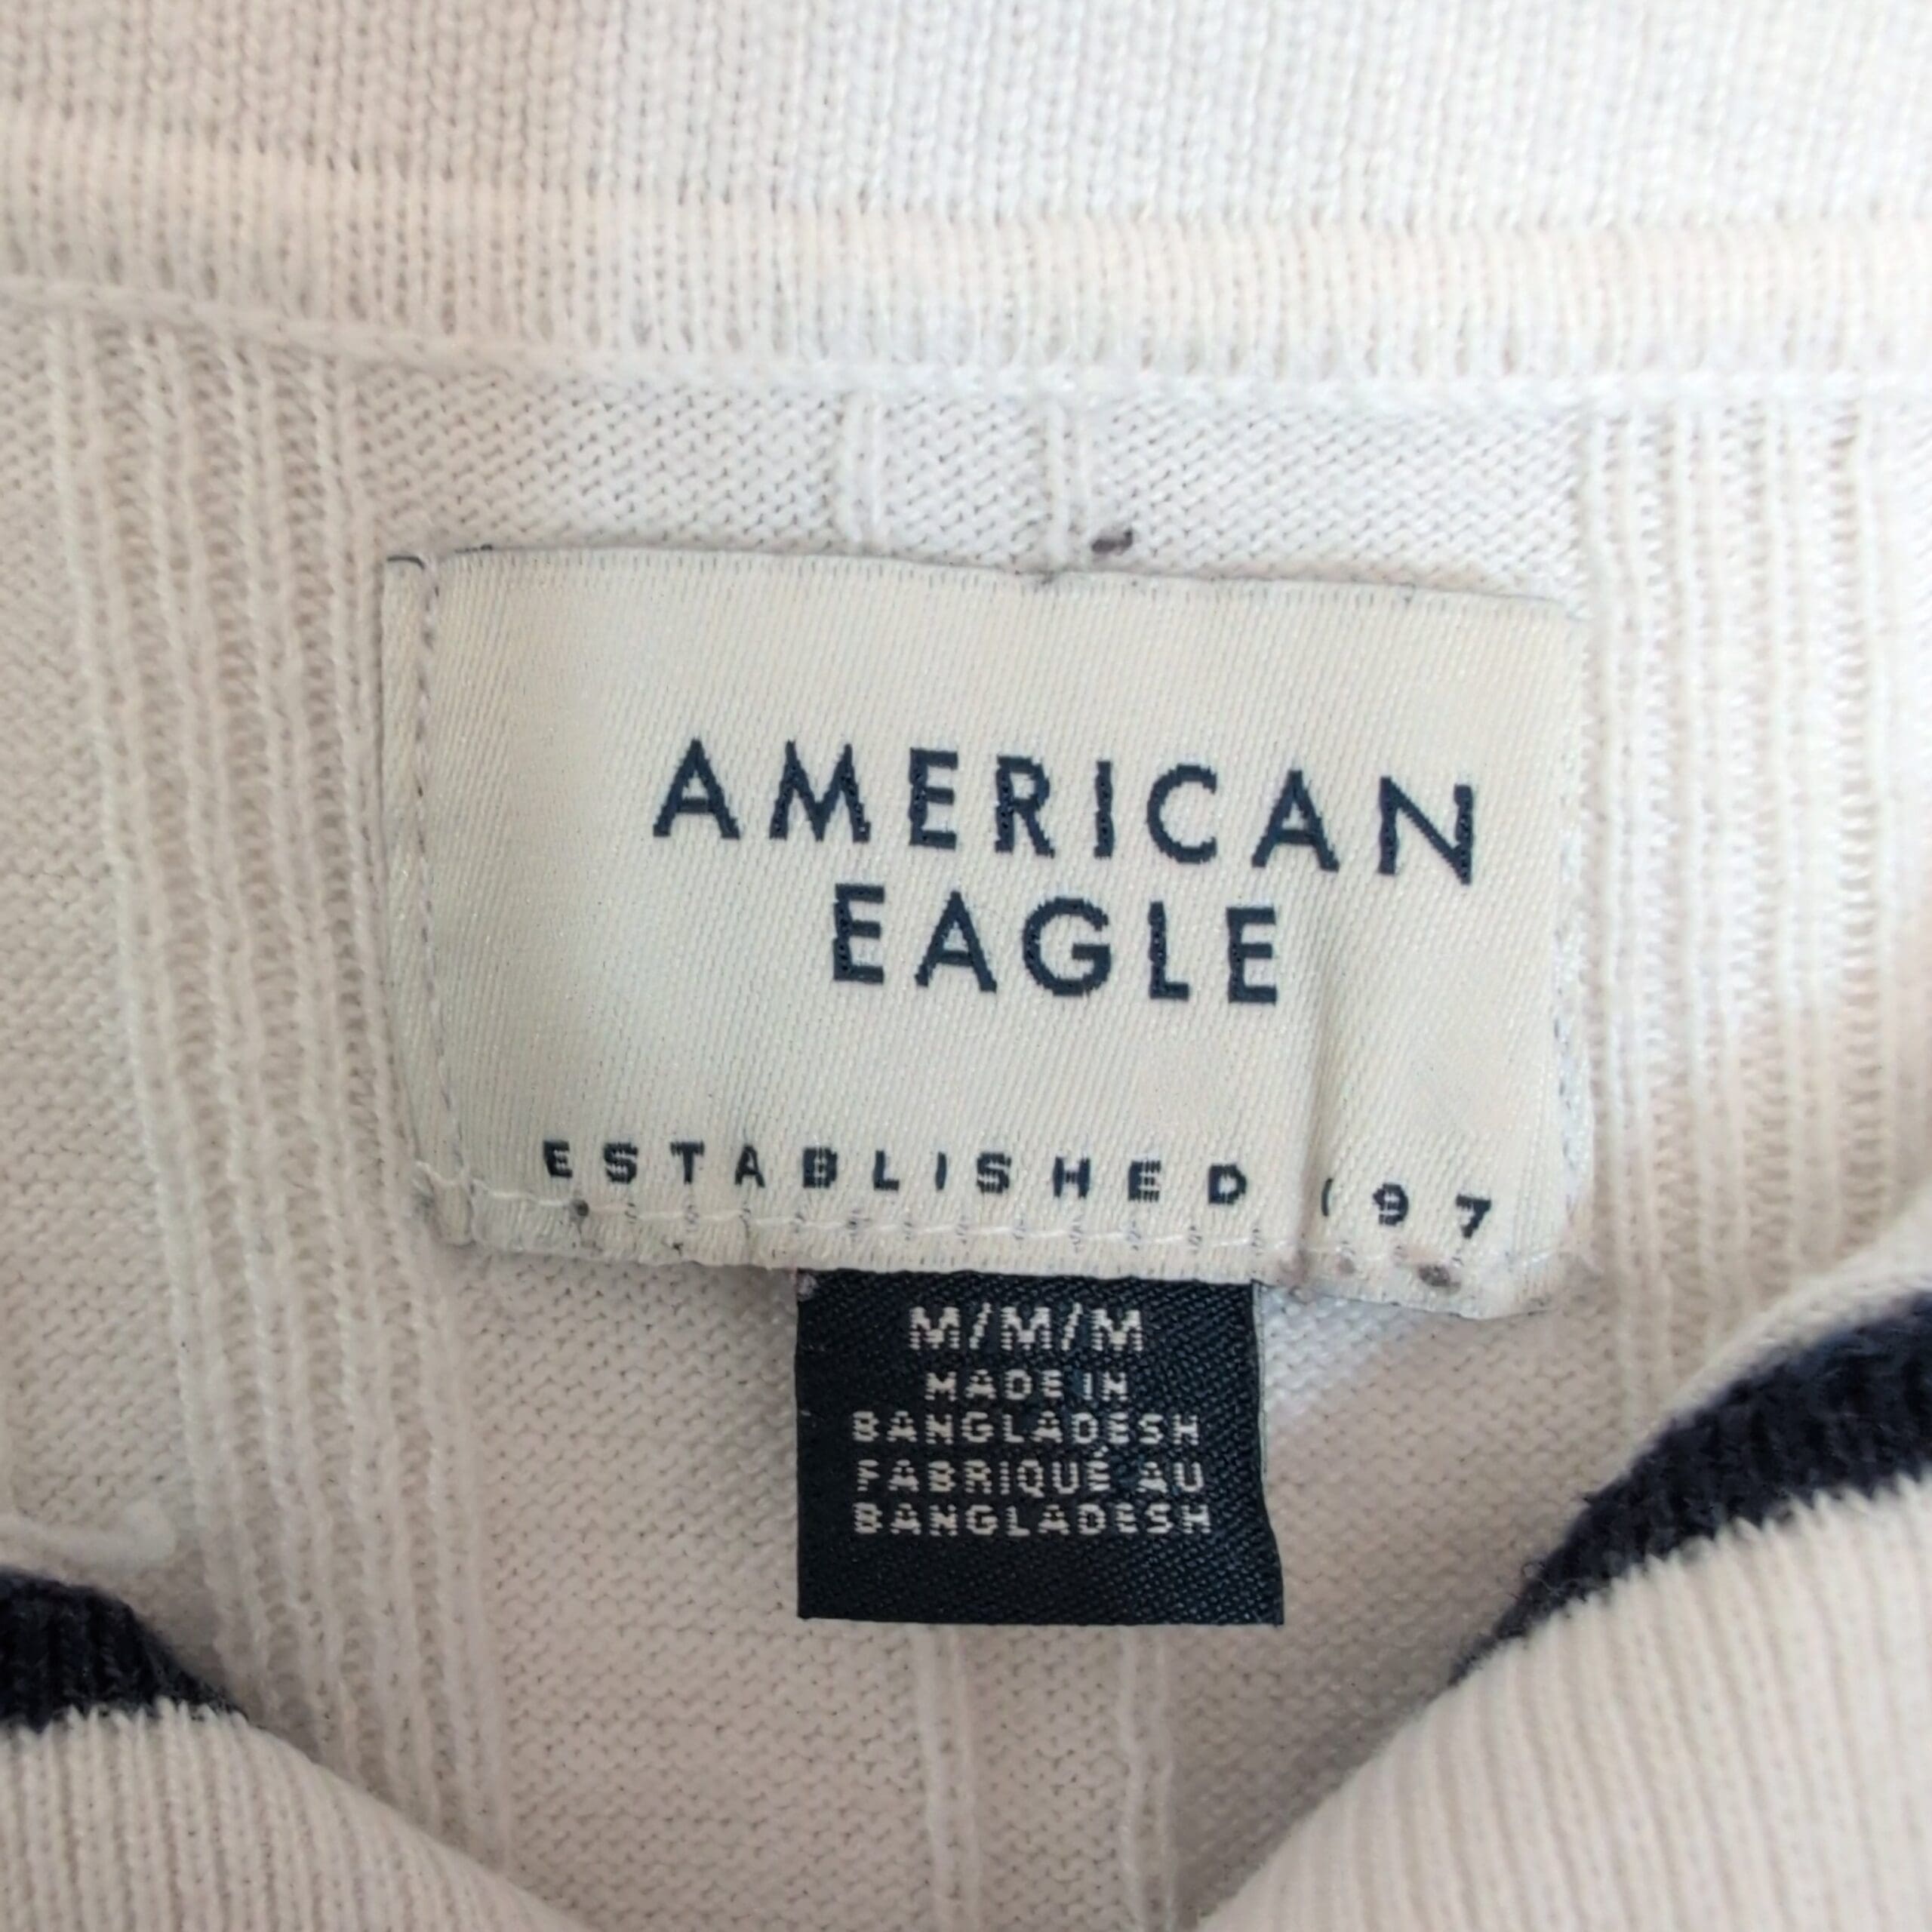 AMERICAN
EAGLE
ESTABLISHED 197
M/M/M
MADE IN
BANGLADESH
FABRIQUÉ AU
BANGLADESH